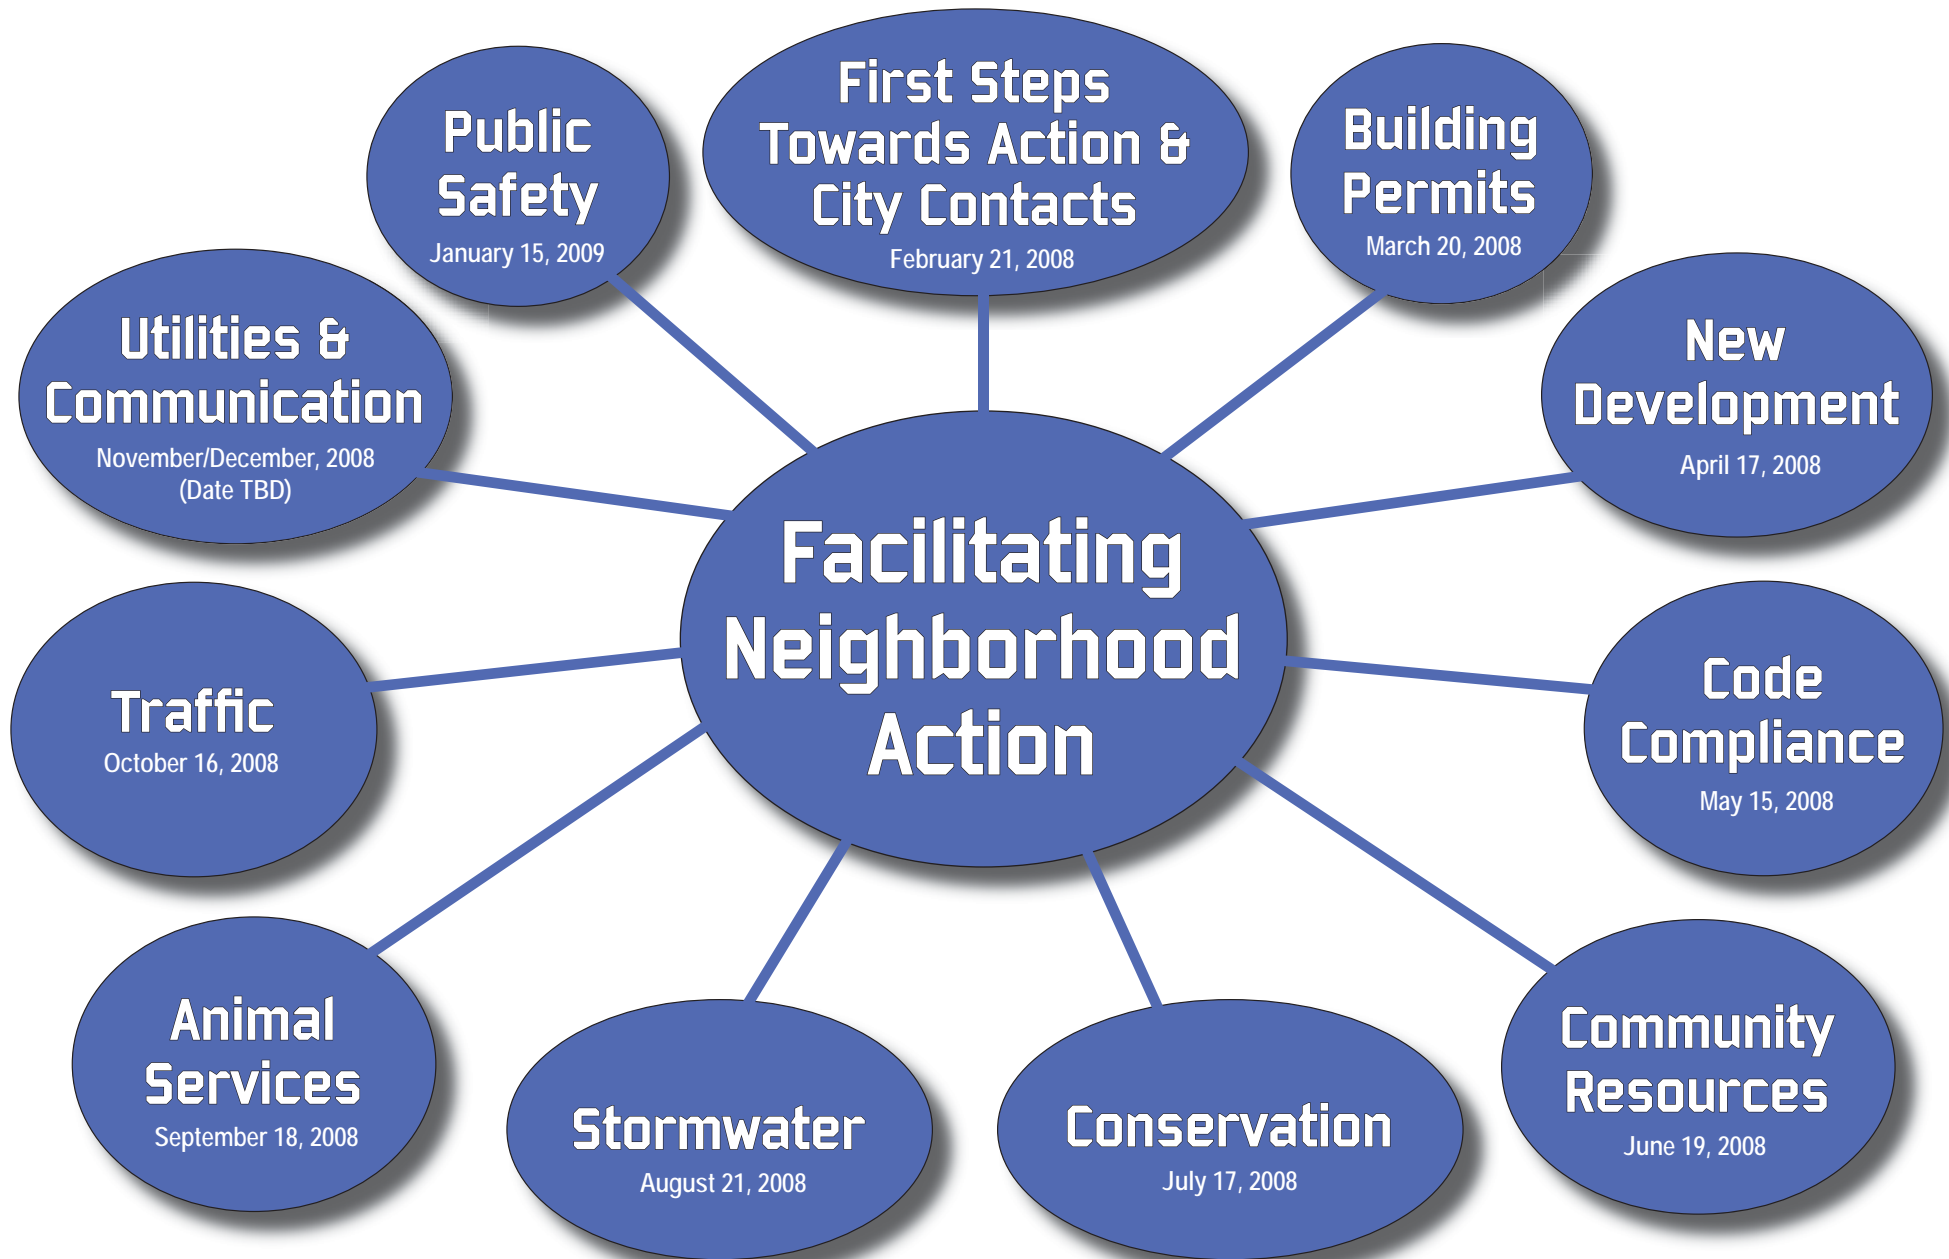 First Steps
Towards Action &
City Contacts
February 21, 2008
Building
Permits
March 20, 2008
New
Development
April 17, 2008
Code
Compliance
May 15, 2008
Community
Resources
June 19, 2008
Conservation
July 17, 2008
Stormwater
August 21, 2008
Animal
Services
September 18, 2008
Traffic
October 16, 2008
Utilities &
Communication
November/December, 2008
(Date TBD)
Public
Safety
January 15, 2009
Facilitating
Neighborhood
Action